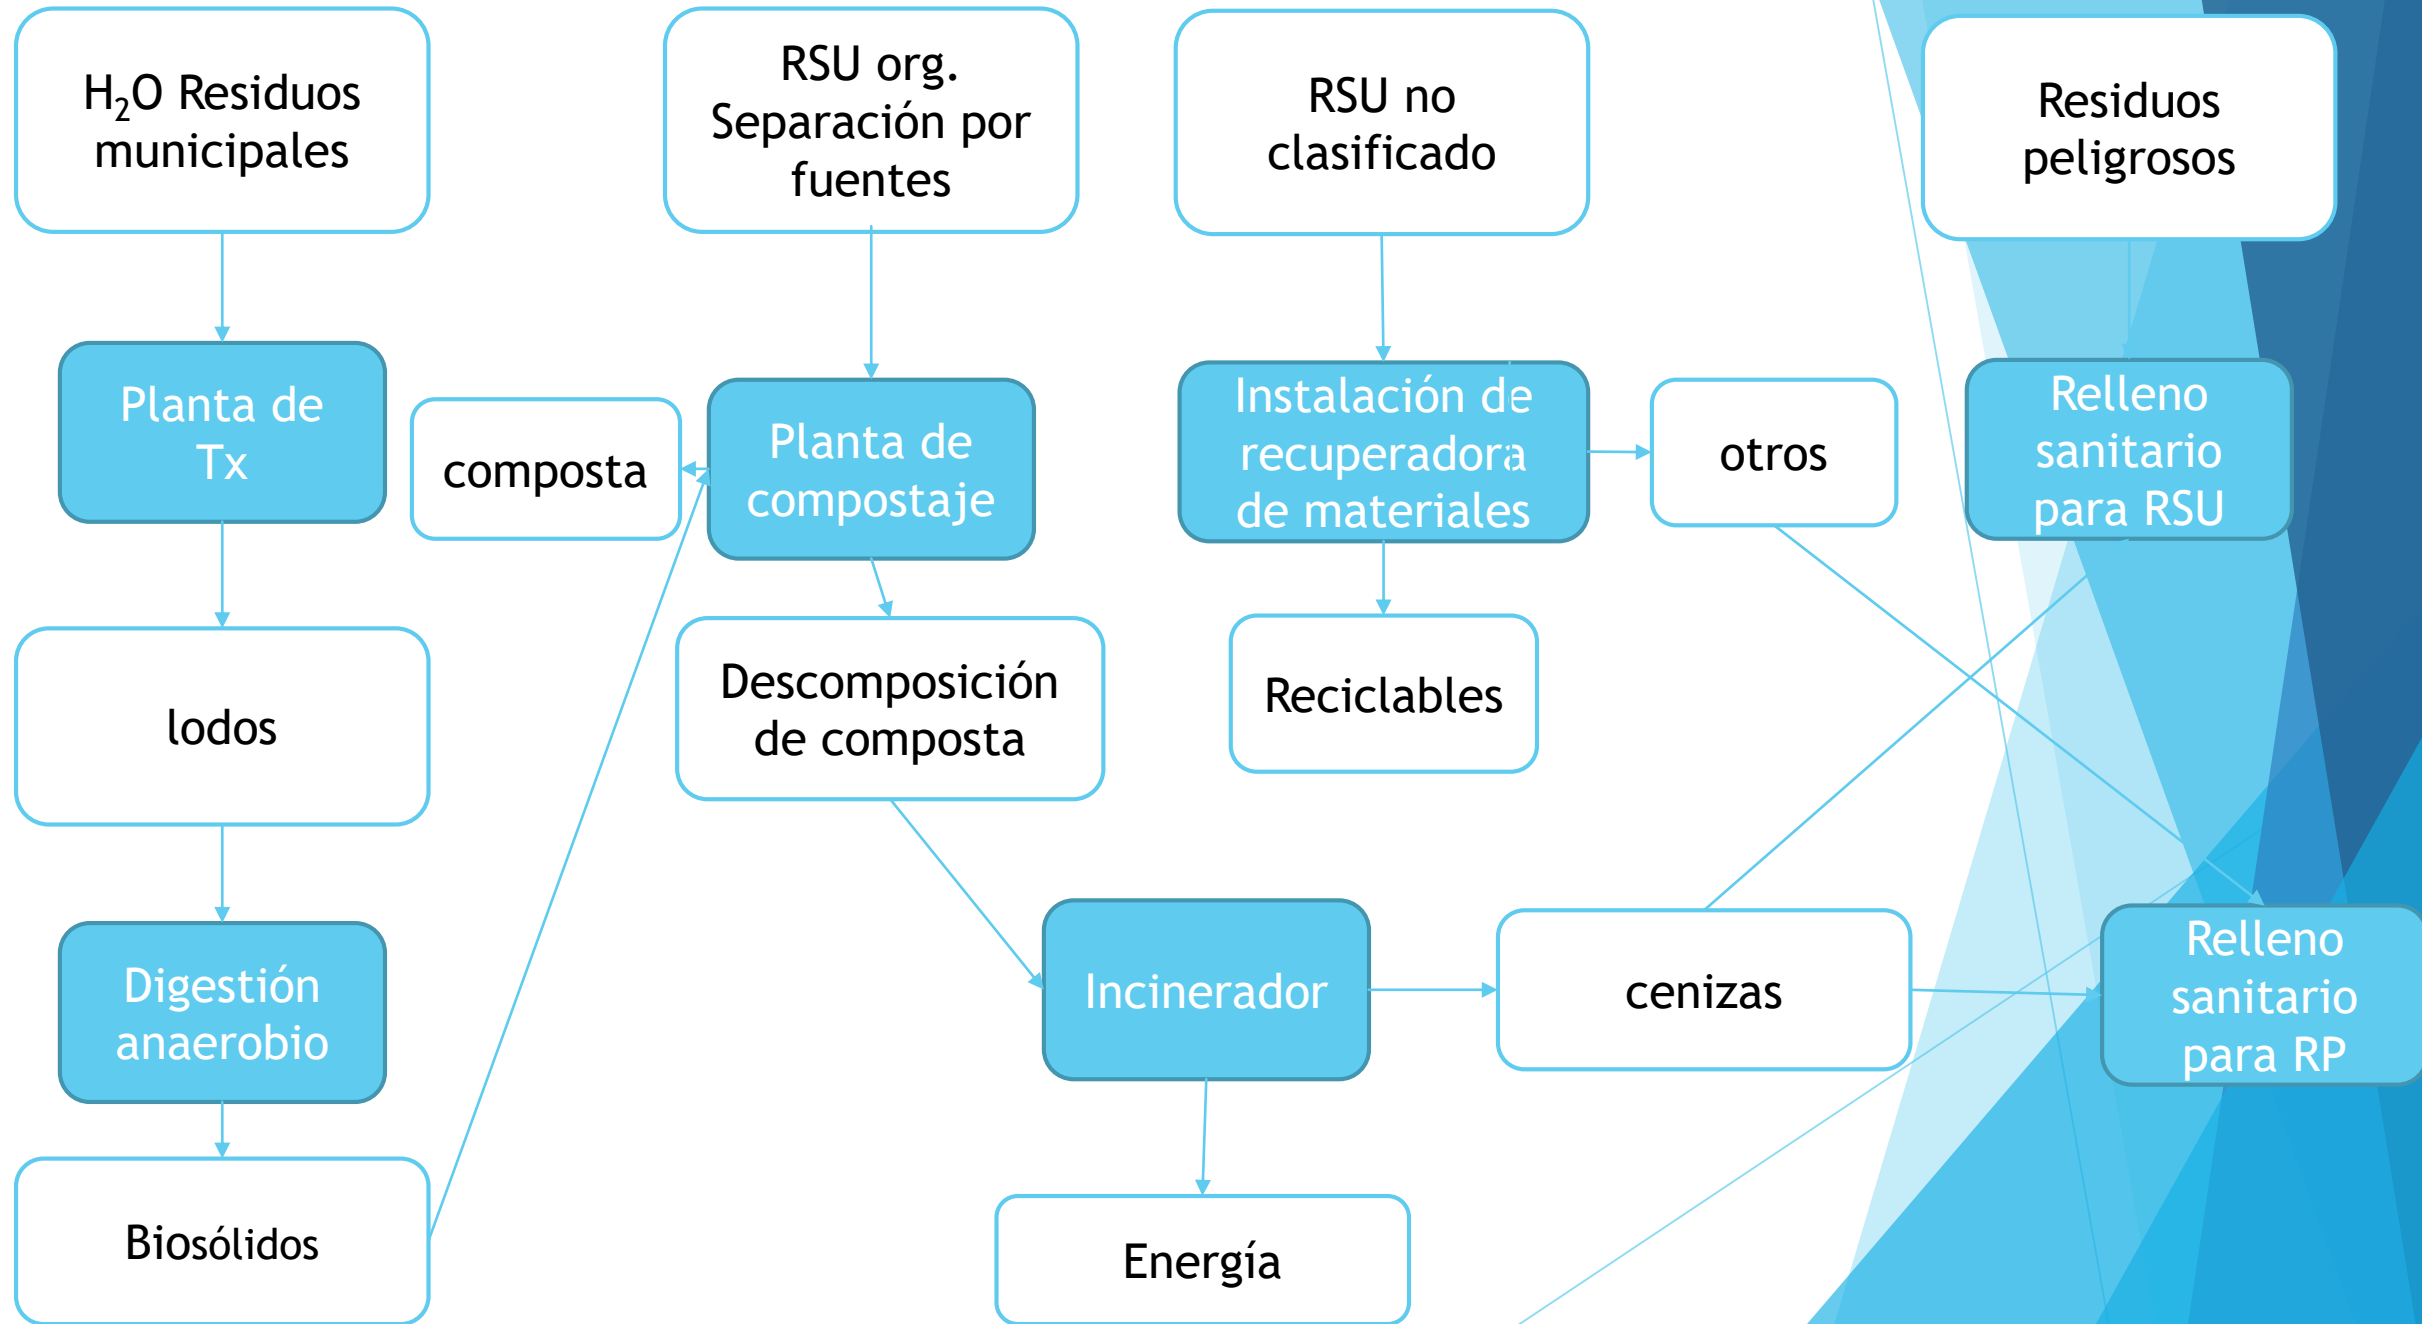 H₂O Residuos
municipales
RSU org.
Separación por
fuentes
RSU no
clasificado
Residuos
peligrosos
Planta de
Tx
composta
Planta de
compostaje
Instalación de
recuperadora
de materiales
otros
Relleno
sanitario
para RSU
lodos
Descomposición
de composta
Reciclables
Digestión
anaerobio
Incinerador
cenizas
Relleno
sanitario
para RP
Biosólidos
Energía